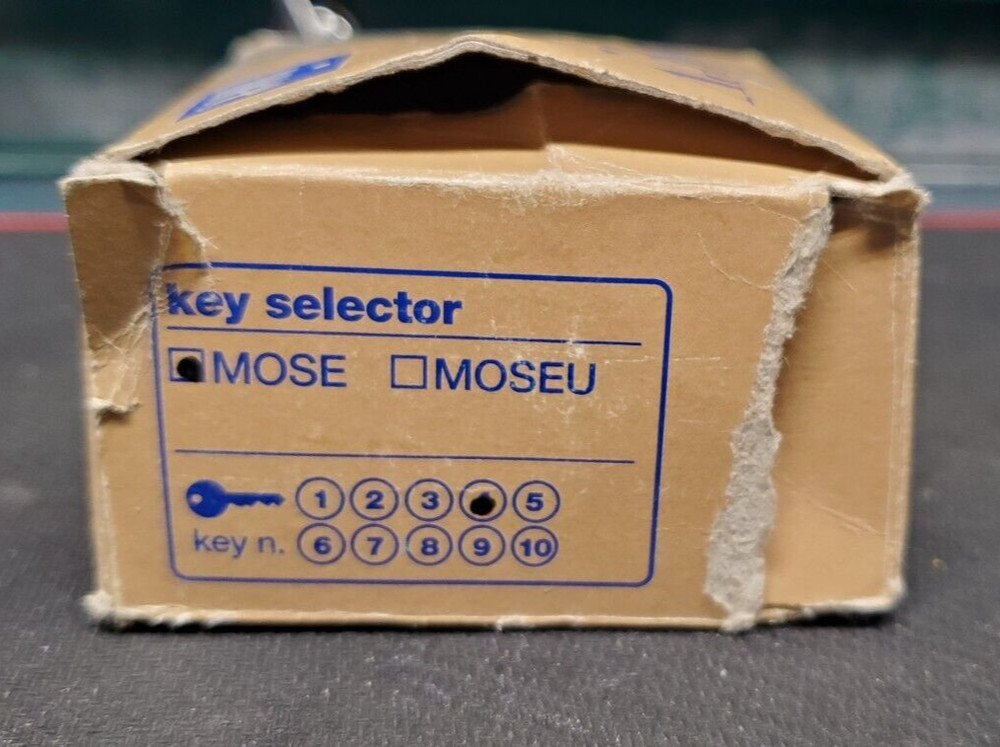 key selector
MOSE MOSEU
1 2 3 5
key n. 6 7 8 9 10